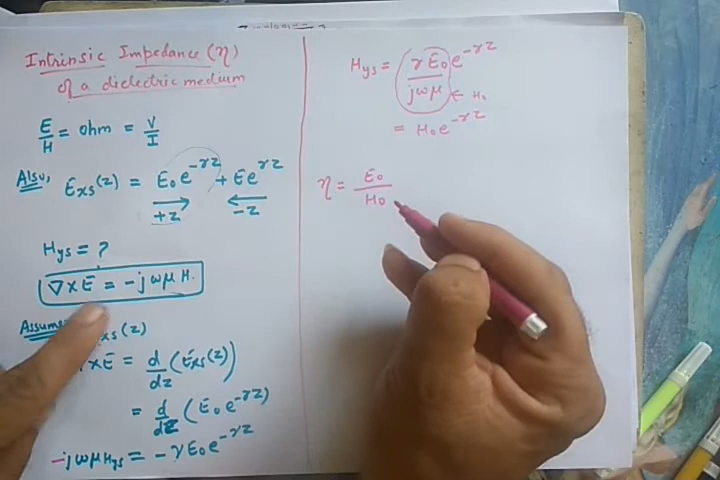 Intrinsic Impedance (η)
of a dielectric medium
E/H = ohm = V/I
Also, Exs(z) = E₀e^-γz + Ee^γz
+z -z
Hys = ?
∇×E = -jωμH.
xs(z)
×E = d/dz (Exs(z))
= d/dz (E₀e^-γz)
-jωμHys = -γE₀e^-γz
Hys = (γE₀/jωμ) e^-γz
← H₀
= H₀e^-γz
η = E₀/H₀